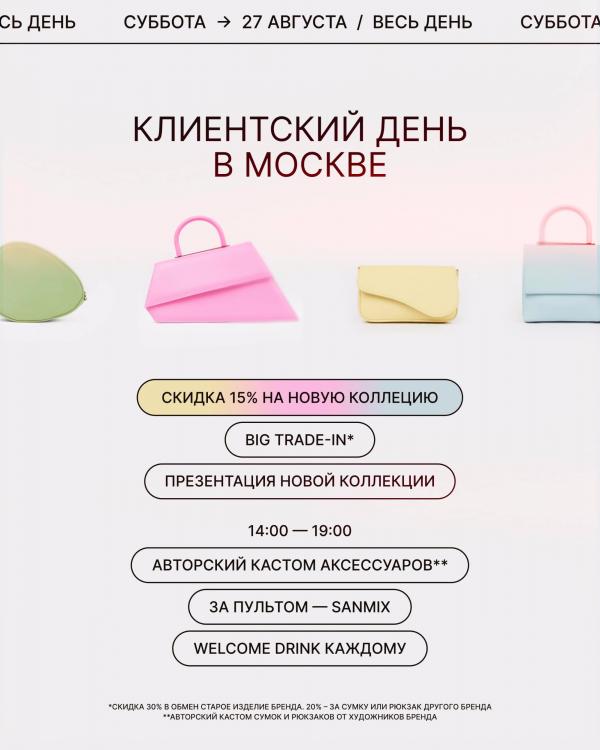 СЬ ДЕНЬ СУББОТА → 27 АВГУСТА / ВЕСЬ ДЕНЬ СУББОТА
КЛИЕНТСКИЙ ДЕНЬ
В МОСКВЕ
СКИДКА 15% НА НОВУЮ КОЛЛЕЦИЮ
BIG TRADE-IN*
ПРЕЗЕНТАЦИЯ НОВОЙ КОЛЛЕКЦИИ
14:00 — 19:00
АВТОРСКИЙ КАСТОМ АКСЕССУАРОВ**
ЗА ПУЛЬТОМ — SANMIX
WELCOME DRINK КАЖДОМУ
*СКИДКА 30% В ОБМЕН СТАРОЕ ИЗДЕЛИЕ БРЕНДА. 20% – ЗА СУМКУ ИЛИ РЮКЗАК ДРУГОГО БРЕНДА
**АВТОРСКИЙ КАСТОМ СУМОК И РЮКЗАКОВ ОТ ХУДОЖНИКОВ БРЕНДА